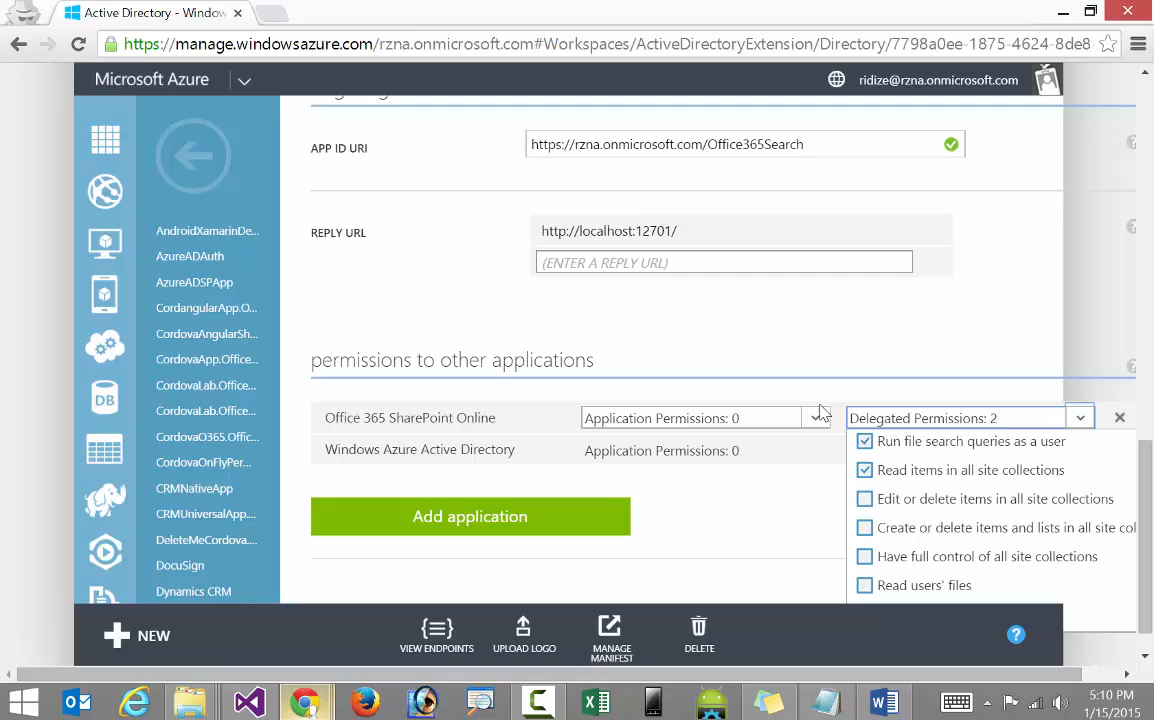 Active Directory - Window
https://manage.windowsazure.com/rzna.onmicrosoft.com#Workspaces/ActiveDirectoryExtension/Directory/7798a0ee-1875-4624-8de8
Microsoft Azure
ridize@rzna.onmicrosoft.com
APP ID URI
https://rzna.onmicrosoft.com/Office365Search
REPLY URL
http://localhost:12701/
(ENTER A REPLY URL)
AndroidXamarinDe...
AzureADAuth
AzureADSPApp
CordangularApp.O...
CordovaAngularSh...
CordovaApp.Office...
CordovaLab.Office...
CordovaLab.Office...
CordovaO365.Offic...
CordovaOnFlyPer...
CRMNativeApp
CRMUniversalApp....
DeleteMeCordova....
DocuSign
Dynamics CRM
DB
permissions to other applications
Office 365 SharePoint Online
Application Permissions: 0
Delegated Permissions: 2
Windows Azure Active Directory
Application Permissions: 0
Run file search queries as a user
Read items in all site collections
Edit or delete items in all site collections
Create or delete items and lists in all site col
Have full control of all site collections
Read users' files
Add application
NEW
VIEW ENDPOINTS
UPLOAD LOGO
MANAGE MANIFEST
DELETE
5:10 PM
1/15/2015